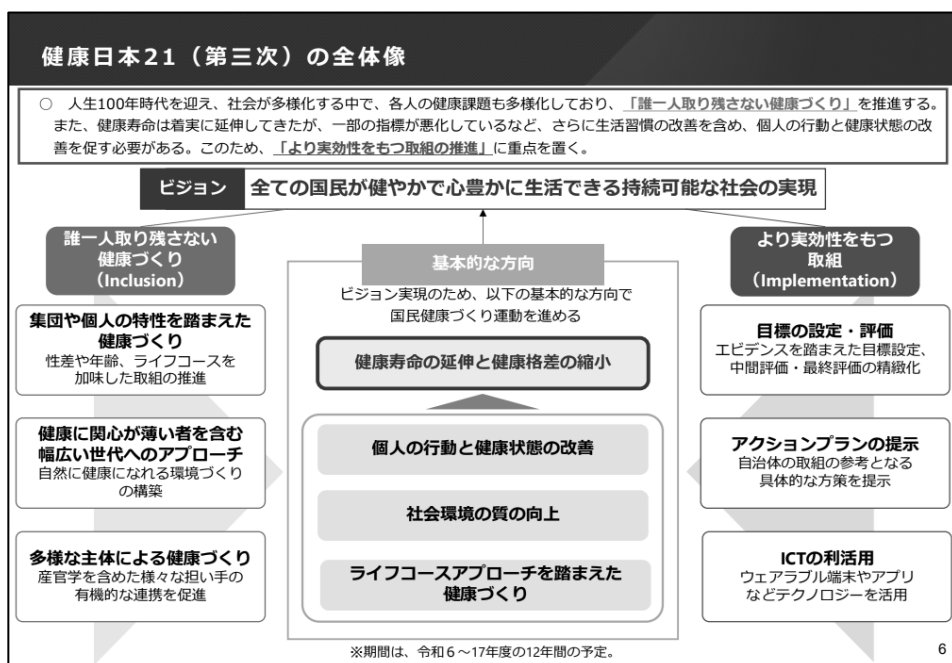 健康日本21（第三次）の全体像
○ 人生100年時代を迎え、社会が多様化する中で、各人の健康課題も多様化しており、「誰一人取り残さない健康づくり」を推進する。
また、健康寿命は着実に延伸してきたが、一部の指標が悪化しているなど、さらに生活習慣の改善を含め、個人の行動と健康状態の改
善を促す必要がある。このため、「より実効性をもつ取組の推進」に重点を置く。
ビジョン 全ての国民が健やかで心豊かに生活できる持続可能な社会の実現
誰一人取り残さない
健康づくり
（Inclusion）
集団や個人の特性を踏まえた
健康づくり
性差や年齢、ライフコースを
加味した取組の推進
健康に関心が薄い者を含む
幅広い世代へのアプローチ
自然に健康になれる環境づくり
の構築
多様な主体による健康づくり
産官学を含めた様々な担い手の
有機的な連携を促進
基本的な方向
ビジョン実現のため、以下の基本的な方向で
国民健康づくり運動を進める
健康寿命の延伸と健康格差の縮小
個人の行動と健康状態の改善
社会環境の質の向上
ライフコースアプローチを踏まえた
健康づくり
より実効性をもつ
取組
（Implementation）
目標の設定・評価
エビデンスを踏まえた目標設定、
中間評価・最終評価の精緻化
アクションプランの提示
自治体の取組の参考となる
具体的な方策を提示
ICTの利活用
ウェアラブル端末やアプリ
などテクノロジーを活用
※期間は、令和６～17年度の12年間の予定。
6